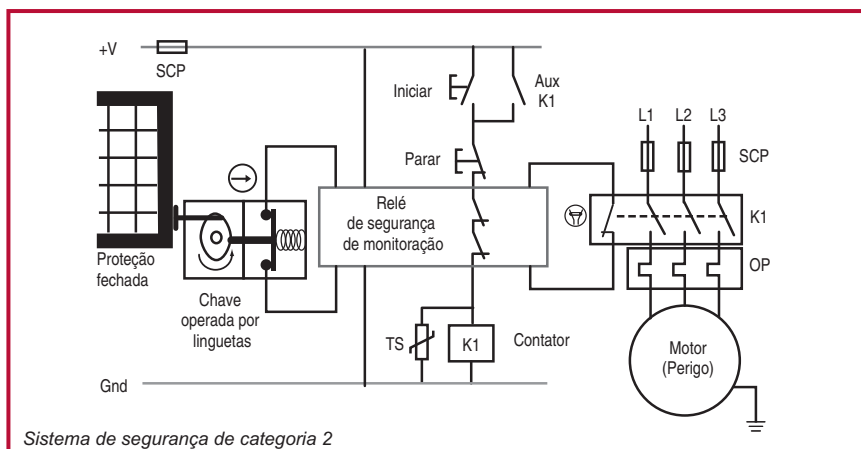 +V
SCP
Iniciar
Aux
K1
L1 L2 L3
SCP
Parar
Relé
de segurança
de monitoração
K1
OP
Proteção
fechada
Chave
operada por
linguetas
TS
K1
Contator
Motor
(Perigo)
Gnd
Sistema de segurança de categoria 2